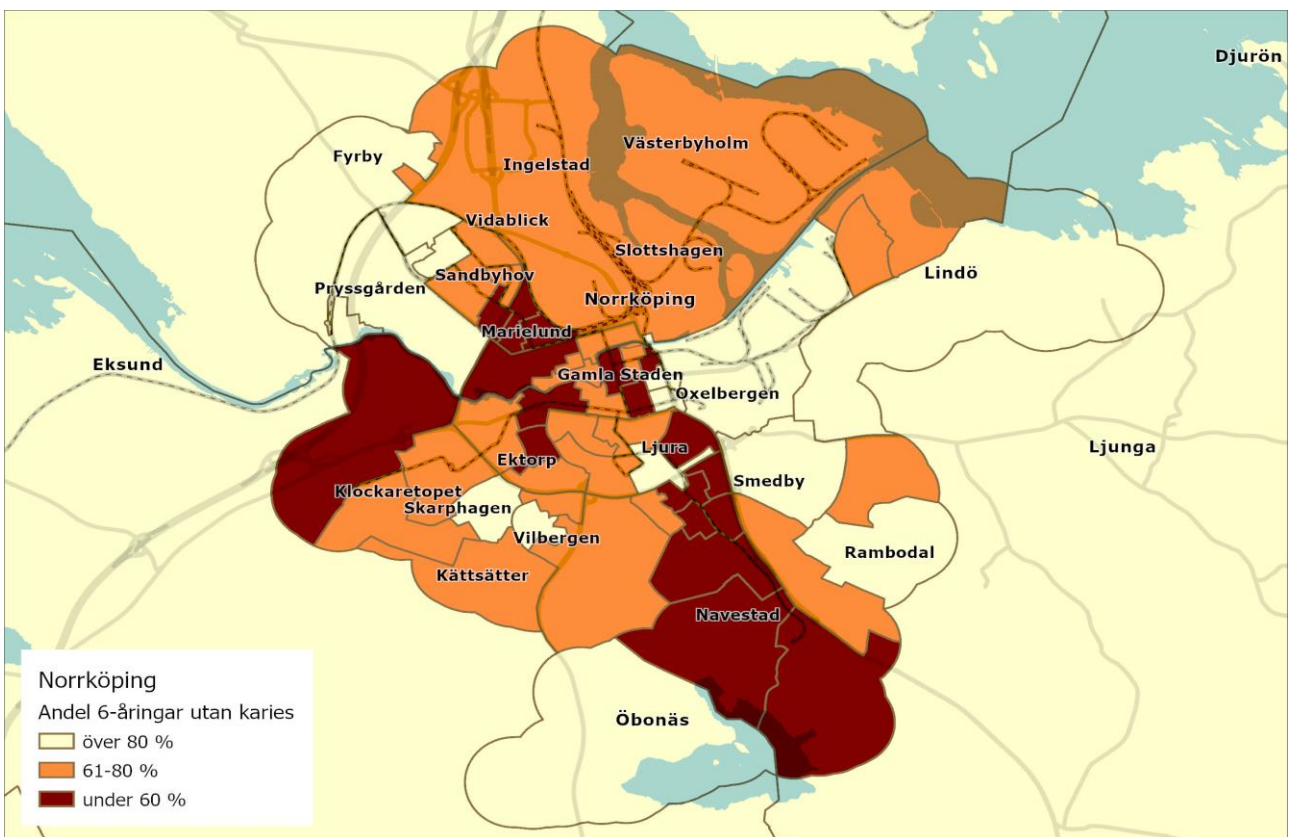 Djurön
Västerbyholm
Fyrby
Ingelstad
Vidablick
Slottshagen
Sandbyhov
Lindö
Pryssgården
Norrköping
Marielund
Eksund
Gamla Staden
Oxelbergen
Ljura
Ljunga
Ektorp
Smedby
Klockaretopet
Skarphagen
Vilbergen
Rambodal
Kättsätter
Navestad
Öbonäs
Norrköping
Andel 6-åringar utan karies
över 80 %
61-80 %
under 60 %